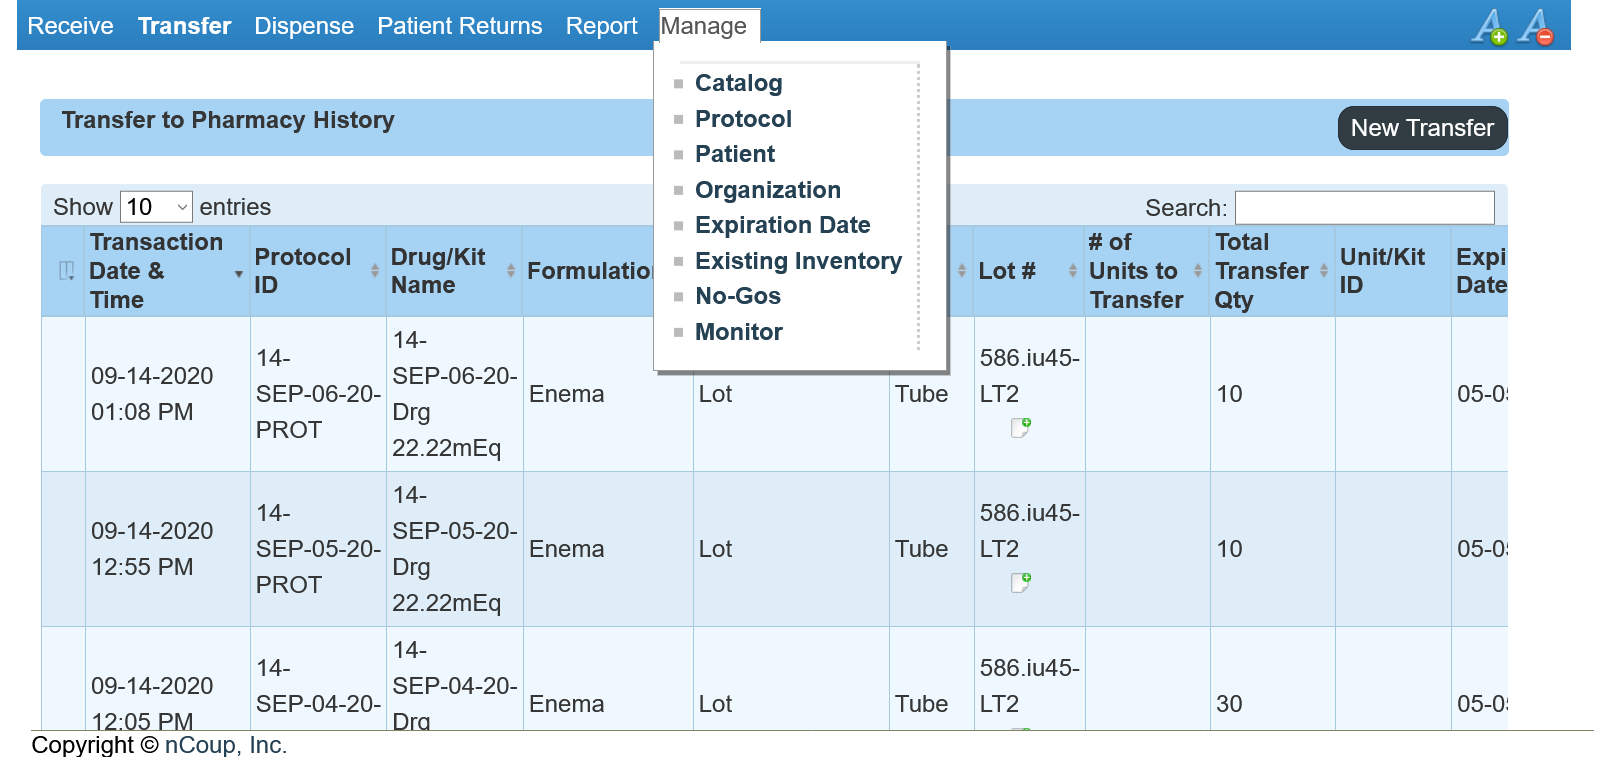 Receive Transfer Dispense Patient Returns Report Manage
Catalog
Protocol
Patient
Organization
Expiration Date
Existing Inventory
No-Gos
Monitor
Transfer to Pharmacy History
New Transfer
Show 10 entries
Search:
Transaction
Date &
Time
Protocol
ID
Drug/Kit
Name
Formulatio
Lot #
# of
Units to
Transfer
Total
Transfer
Qty
Unit/Kit
ID
Expi
Date
09-14-2020
01:08 PM
14-
SEP-06-20-
PROT
14-
SEP-06-20-
Drg
22.22mEq
Enema
Lot
Tube
586.iu45-
LT2
10
05-0
09-14-2020
12:55 PM
14-
SEP-05-20-
PROT
14-
SEP-05-20-
Drg
22.22mEq
Enema
Lot
Tube
586.iu45-
LT2
10
05-0
09-14-2020
12:05 PM
14-
SEP-04-20-
14-
SEP-04-20-
Drg
Enema
Lot
Tube
586.iu45-
LT2
30
05-0
Copyright © nCoup, Inc.